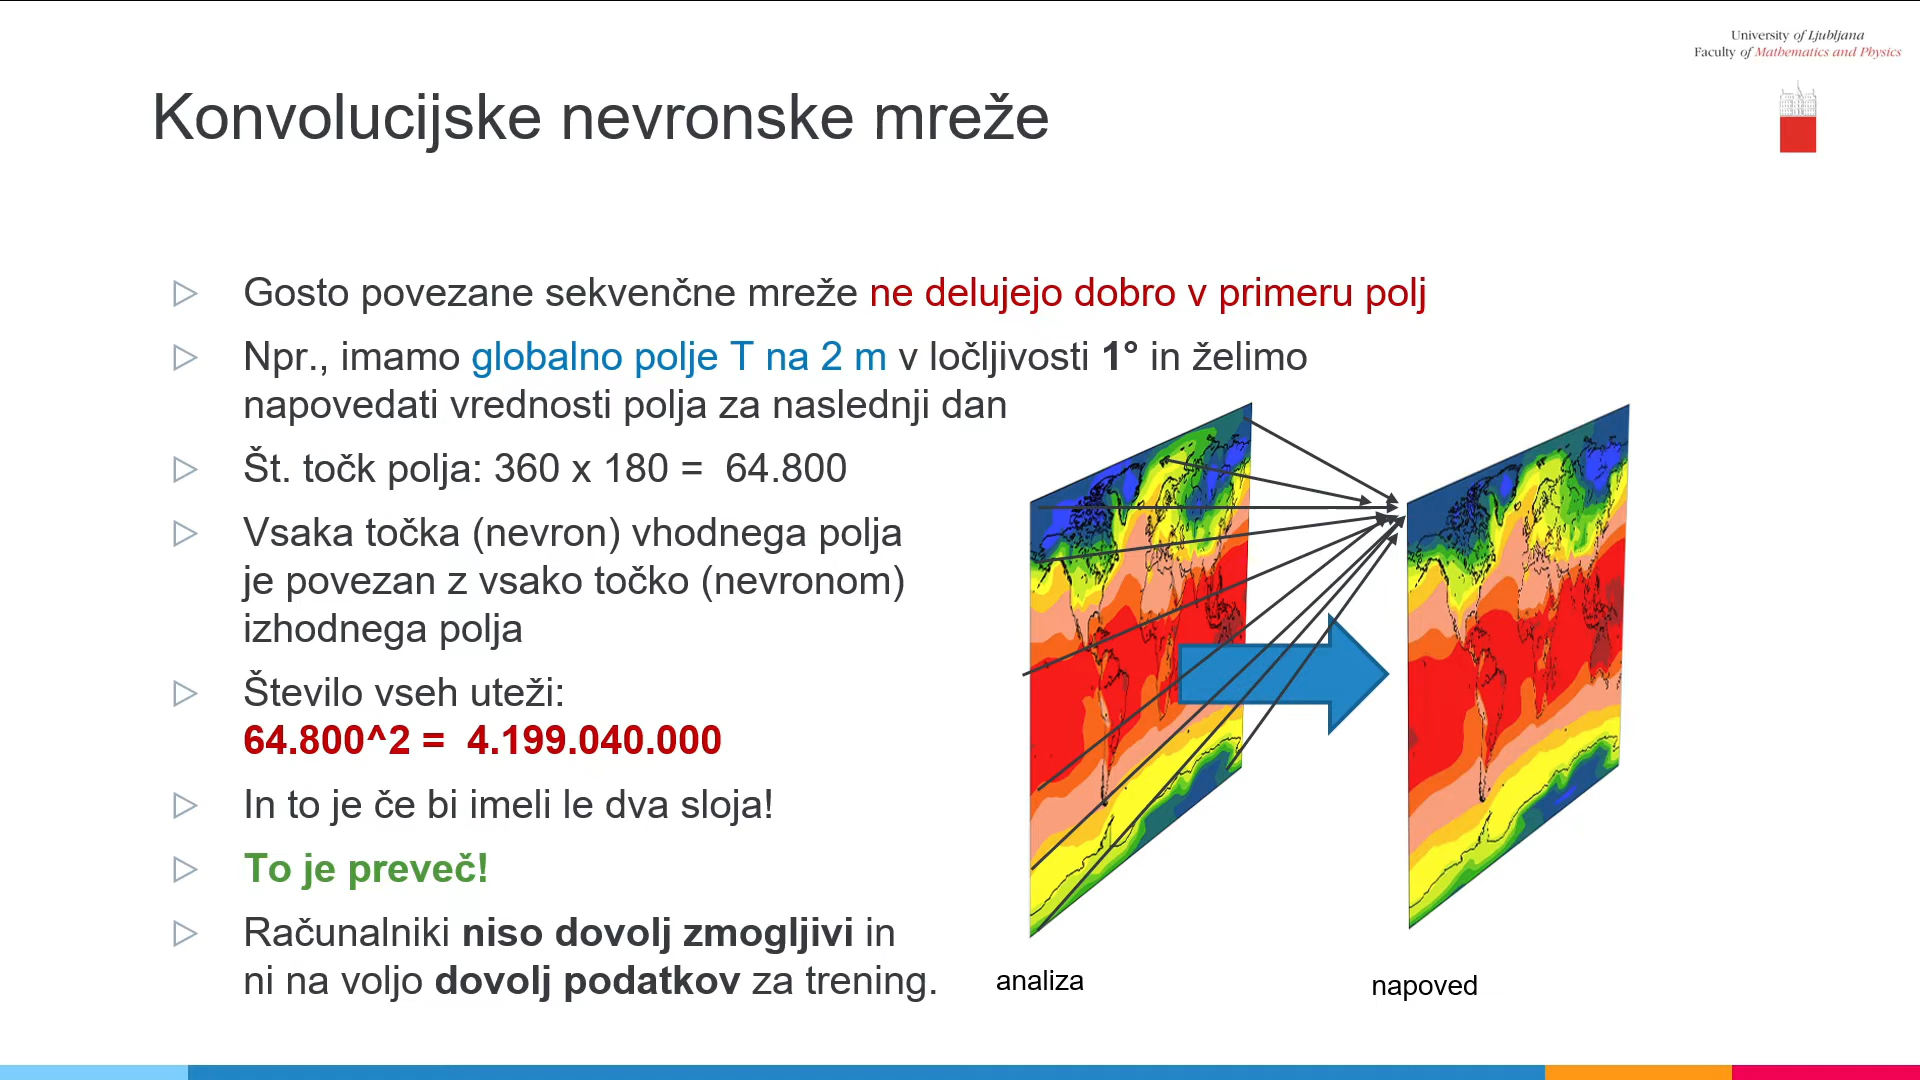 University of Ljubljana
Faculty of Mathematics and Physics
Konvolucijske nevronske mreže
Gosto povezane sekvenčne mreže ne delujejo dobro v primeru polj
Npr., imamo globalno polje T na 2 m v ločljivosti 1° in želimo
napovedati vrednosti polja za naslednji dan
Št. točk polja: 360 x 180 = 64.800
Vsaka točka (nevron) vhodnega polja
je povezan z vsako točko (nevronom)
izhodnega polja
Število vseh uteži:
64.800^2 = 4.199.040.000
In to je če bi imeli le dva sloja!
To je preveč!
Računalniki niso dovolj zmogljivi in
ni na voljo dovolj podatkov za trening.
analiza
napoved